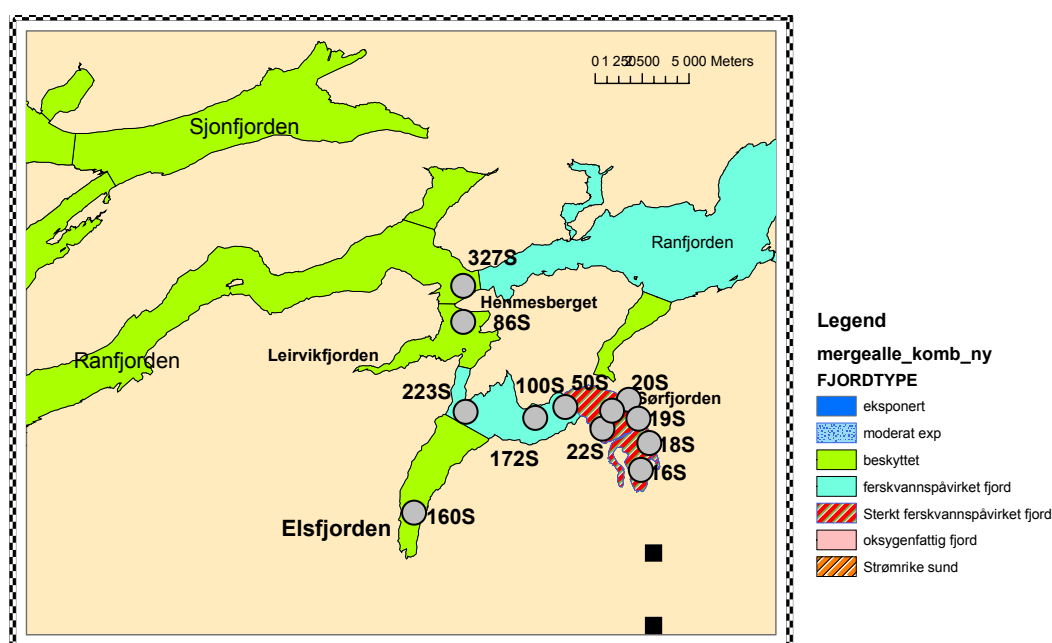 0 1 250 2 500 5 000 Meters
Sjonfjorden
Ranfjorden
327S
Henmesberget
86S
Ranfjorden
Leirvikfjorden
223S
100S
50S
20S
Sørfjorden
19S
22S
18S
172S
16S
160S
Elsfjorden
Legend
mergealle_komb_ny
FJORDTYPE
eksponert
moderat exp
beskyttet
ferskvannspåvirket fjord
Sterkt ferskvannspåvirket fjord
oksygenfattig fjord
Strømrike sund